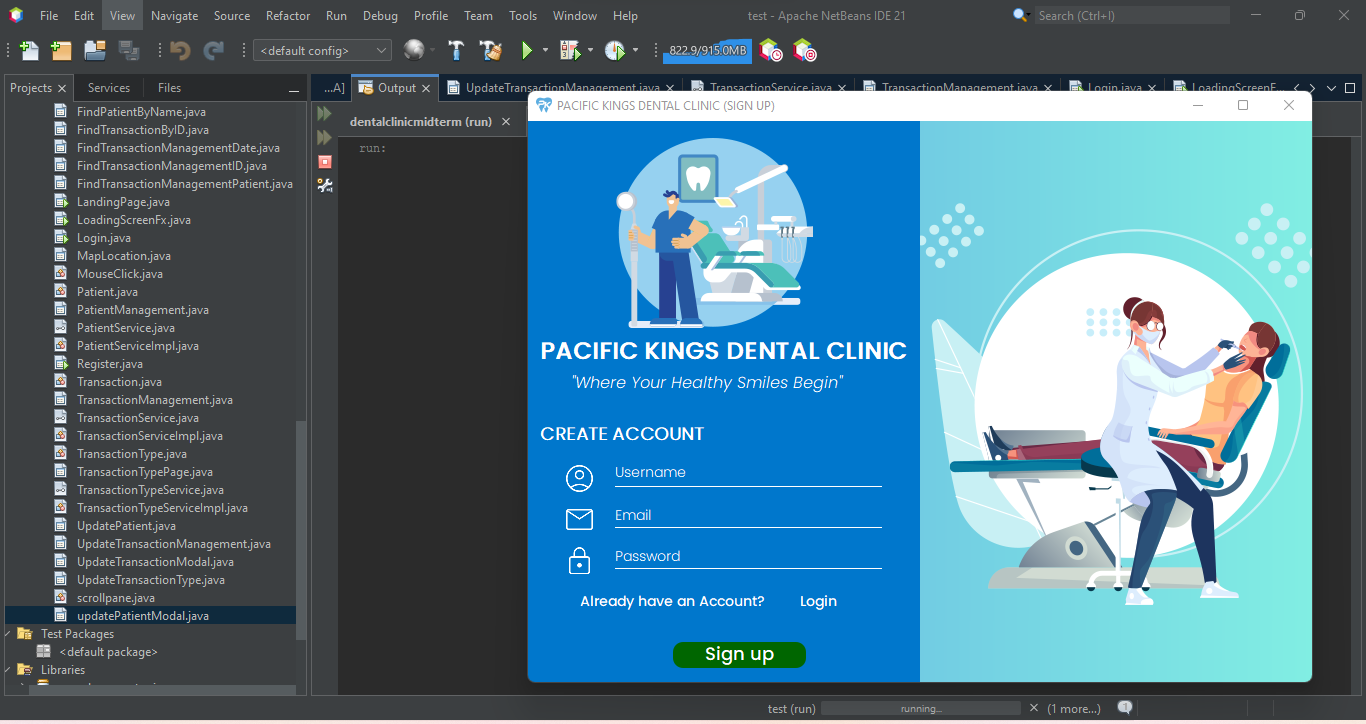 File Edit View Navigate Source Refactor Run Debug Profile Team Tools Window Help test - Apache NetBeans IDE 21 Search (Ctrl+I)
<default config> 822.9/915.0MB
Projects Services Files
...A] Output UpdateTransactionManagement.java TransactionService.java TransactionManagement.java Login.java LoadingScreenF...
dentalclinicmidterm (run)
run:
FindPatientByName.java
FindTransactionByID.java
FindTransactionManagementDate.java
FindTransactionManagementID.java
FindTransactionManagementPatient.java
LandingPage.java
LoadingScreenFx.java
Login.java
MapLocation.java
MouseClick.java
Patient.java
PatientManagement.java
PatientService.java
PatientServiceImpl.java
Register.java
Transaction.java
TransactionManagement.java
TransactionService.java
TransactionServiceImpl.java
TransactionType.java
TransactionTypePage.java
TransactionTypeService.java
TransactionTypeServiceImpl.java
UpdatePatient.java
UpdateTransactionManagement.java
UpdateTransactionModal.java
UpdateTransactionType.java
scrollpane.java
updatePatientModal.java
Test Packages
<default package>
Libraries
PACIFIC KINGS DENTAL CLINIC (SIGN UP)
PACIFIC KINGS DENTAL CLINIC
"Where Your Healthy Smiles Begin"
CREATE ACCOUNT
Username
Email
Password
Already have an Account? Login
Sign up
test (run) running... (1 more...) 1